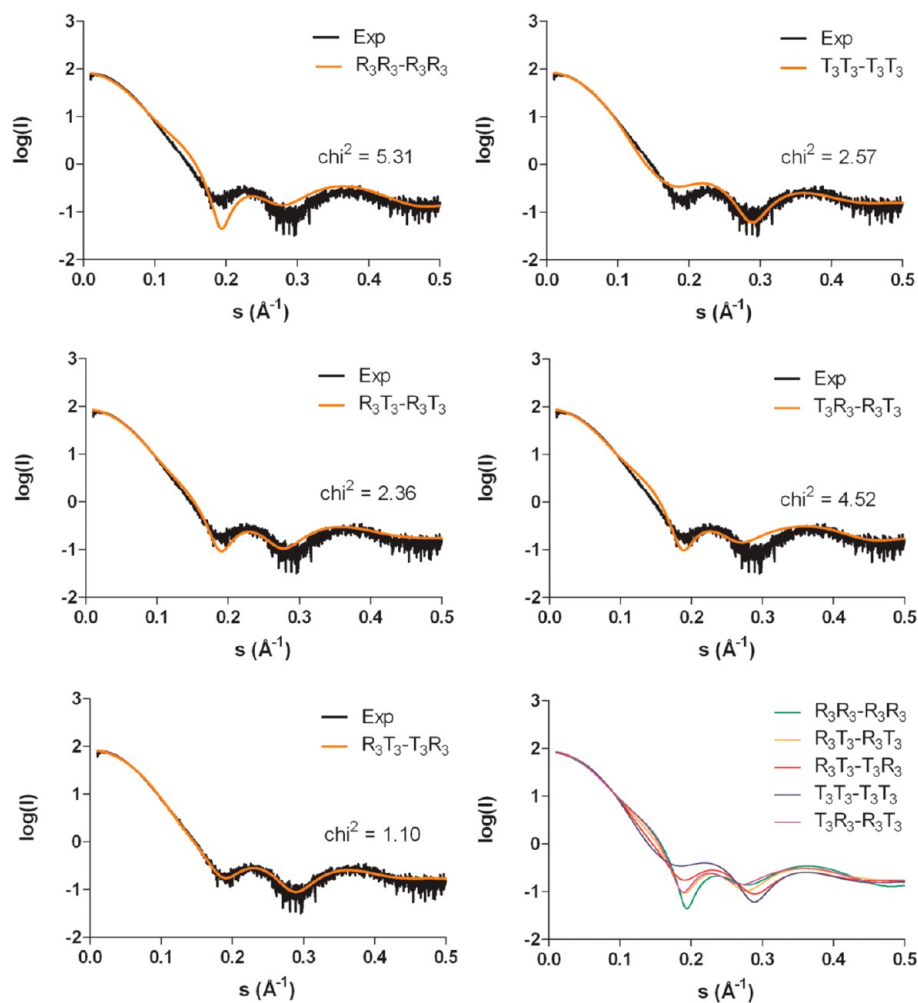 3
2
1
0
-1
-2
log(I)
0.0 0.1 0.2 0.3 0.4 0.5
s (Å⁻¹)
Exp
R₃R₃-R₃R₃
chi² = 5.31
3
2
1
0
-1
-2
log(I)
0.0 0.1 0.2 0.3 0.4 0.5
s (Å⁻¹)
Exp
T₃T₃-T₃T₃
chi² = 2.57
3
2
1
0
-1
-2
log(I)
0.0 0.1 0.2 0.3 0.4 0.5
s (Å⁻¹)
Exp
R₃T₃-R₃T₃
chi² = 2.36
3
2
1
0
-1
-2
log(I)
0.0 0.1 0.2 0.3 0.4 0.5
s (Å⁻¹)
Exp
T₃R₃-R₃T₃
chi² = 4.52
3
2
1
0
-1
-2
log(I)
0.0 0.1 0.2 0.3 0.4 0.5
s (Å⁻¹)
Exp
R₃T₃-T₃R₃
chi² = 1.10
3
2
1
0
-1
-2
log(I)
0.0 0.1 0.2 0.3 0.4 0.5
s (Å⁻¹)
R₃R₃-R₃R₃
R₃T₃-R₃T₃
R₃T₃-T₃R₃
T₃T₃-T₃T₃
T₃R₃-R₃T₃